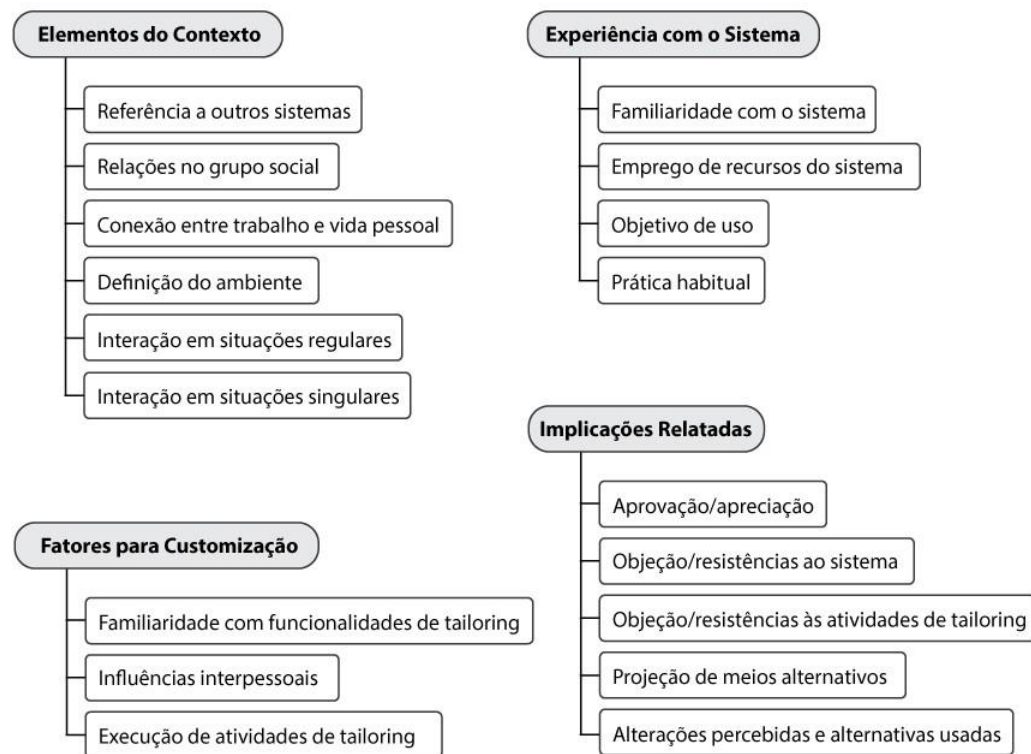 Elementos do Contexto
Referência a outros sistemas
Relações no grupo social
Conexão entre trabalho e vida pessoal
Definição do ambiente
Interação em situações regulares
Interação em situações singulares
Experiência com o Sistema
Familiaridade com o sistema
Emprego de recursos do sistema
Objetivo de uso
Prática habitual
Fatores para Customização
Familiaridade com funcionalidades de tailoring
Influências interpessoais
Execução de atividades de tailoring
Implicações Relatadas
Aprovação/apreciação
Objeção/resistências ao sistema
Objeção/resistências às atividades de tailoring
Projeção de meios alternativos
Alterações percebidas e alternativas usadas